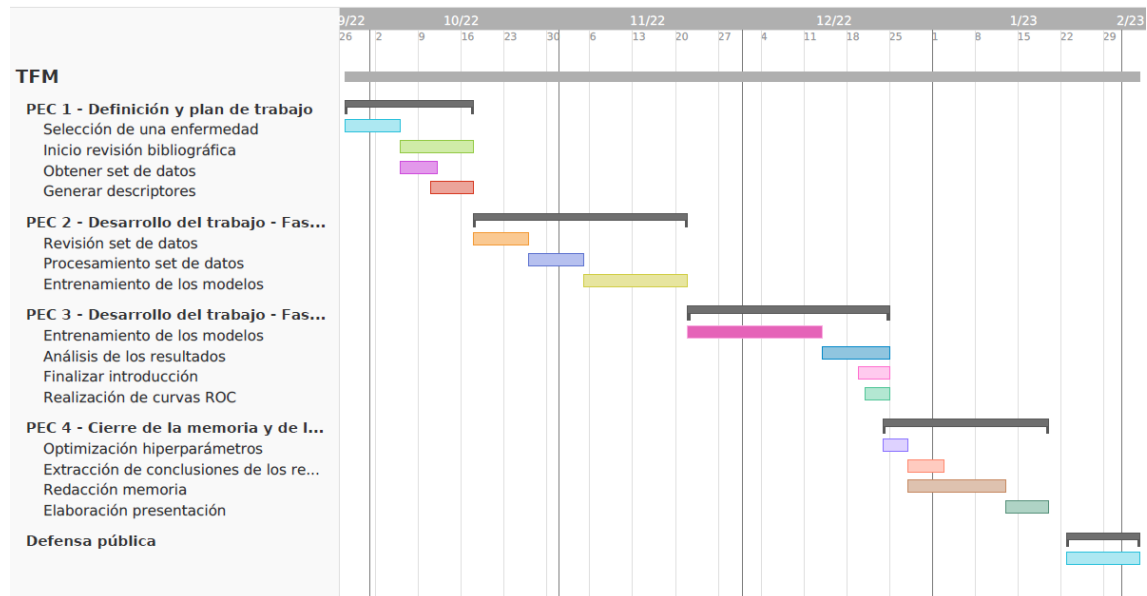 9/22 10/22 11/22 12/22 1/23 2/23
26 2 9 16 23 30 6 13 20 27 4 11 18 25 1 8 15 22 29
TFM
PEC 1 - Definición y plan de trabajo
Selección de una enfermedad
Inicio revisión bibliográfica
Obtener set de datos
Generar descriptores
PEC 2 - Desarrollo del trabajo - Fas...
Revisión set de datos
Procesamiento set de datos
Entrenamiento de los modelos
PEC 3 - Desarrollo del trabajo - Fas...
Entrenamiento de los modelos
Análisis de los resultados
Finalizar introducción
Realización de curvas ROC
PEC 4 - Cierre de la memoria y de l...
Optimización hiperparámetros
Extracción de conclusiones de los re...
Redacción memoria
Elaboración presentación
Defensa pública